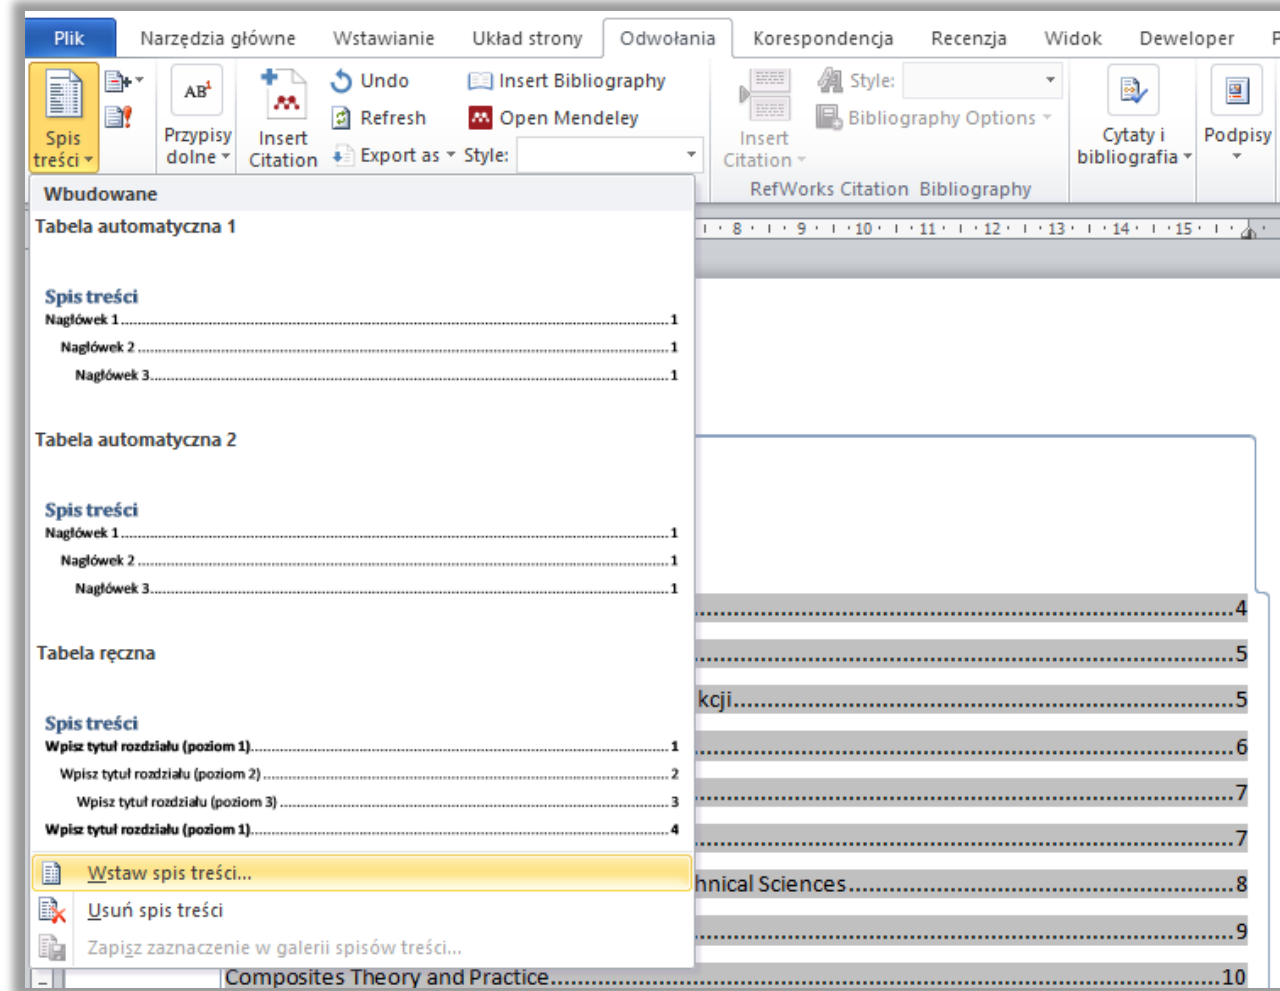 Plik Narzędzia główne Wstawianie Układ strony Odwołania Korespondencja Recenzja Widok Deweloper
Spis treści
AB1
Przypisy dolne
Insert Citation
Undo
Refresh
Export as
Insert Bibliography
Open Mendeley
Style:
Insert Citation
Style:
Bibliography Options
RefWorks Citation Bibliography
Cytaty i bibliografia
Podpisy
8 9 10 11 12 13 14 15
Wbudowane
Tabela automatyczna 1
Spis treści
Nagłówek 1.....1
Nagłówek 2.....1
Nagłówek 3.....1
Tabela automatyczna 2
Spis treści
Nagłówek 1.....1
Nagłówek 2.....1
Nagłówek 3.....1
Tabela ręczna
Spis treści
Wpisz tytuł rozdziału (poziom 1).....1
Wpisz tytuł rozdziału (poziom 2).....2
Wpisz tytuł rozdziału (poziom 3).....3
Wpisz tytuł rozdziału (poziom 1).....4
Wstaw spis treści...
Usuń spis treści
Zapisz zaznaczenie w galerii spisów treści...
.....4
.....5
kcji.....5
.....6
.....7
.....7
hnical Sciences.....8
.....9
Composites Theory and Practice.....10